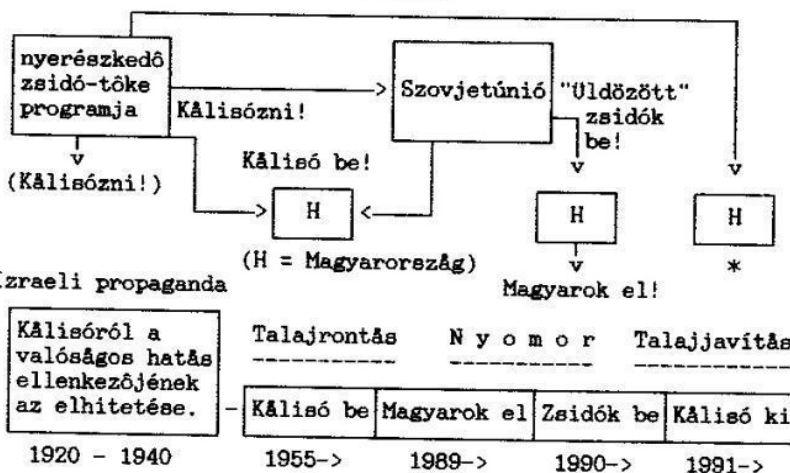 nyerészkedô
zsidó-tôke
programja
Kálisózni!
Szovjetúnió
"Üldözött"
zsidók
be!
(Kálisózni!)
Kálisó be!
H
H
H
(H = Magyarország)
*
Magyarok el!
Izraeli propaganda
Kálisóról a
valóságos hatás
ellenkezôjének
az elhitetése.
Talajrontás N y o m o r Talajjavítás
- Kálisó be Magyarok el Zsidók be Kálisó ki
1920 - 1940 1955-> 1989-> 1990-> 1991->